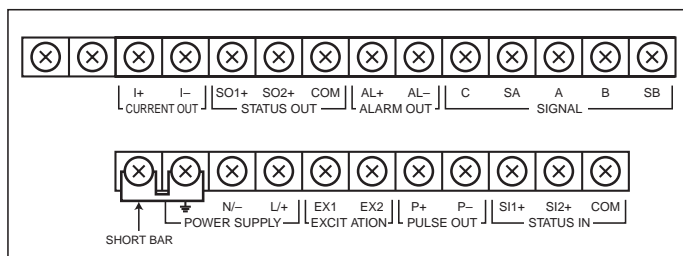 I+ I– SO1+ SO2+ COM AL+ AL– C SA A B SB
CURRENT OUT STATUS OUT ALARM OUT SIGNAL
N/– L/+ EX1 EX2 P+ P– SI1+ SI2+ COM
POWER SUPPLY EXCIT ATION PULSE OUT STATUS IN
SHORT BAR